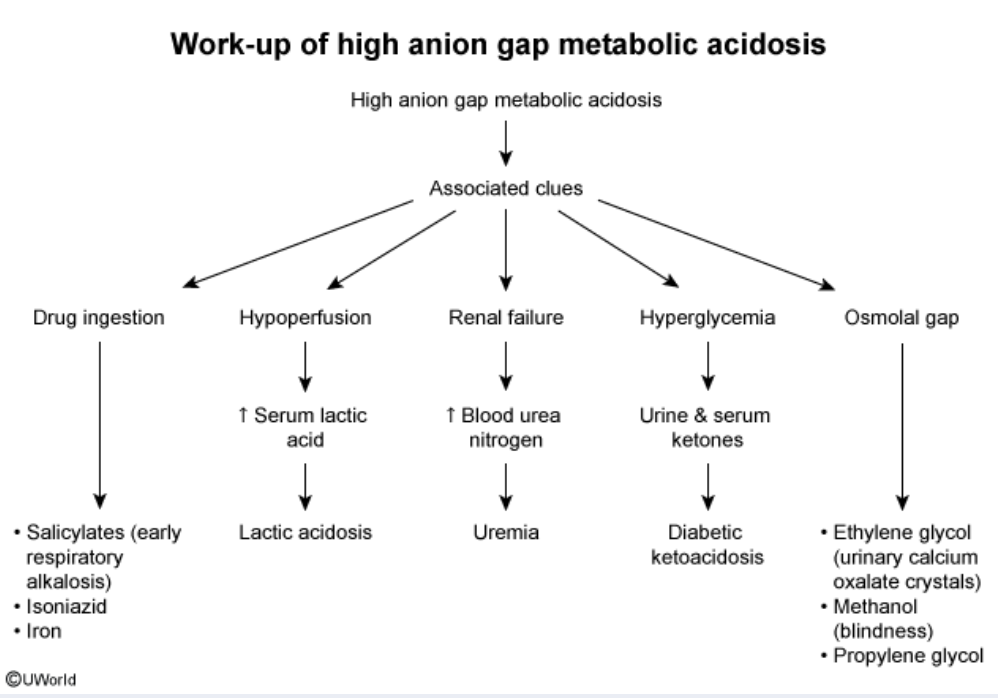 Work-up of high anion gap metabolic acidosis
High anion gap metabolic acidosis
Associated clues
Drug ingestion
Hypoperfusion
Renal failure
Hyperglycemia
Osmolal gap
↑ Serum lactic
acid
↑ Blood urea
nitrogen
Urine & serum
ketones
• Salicylates (early
respiratory
alkalosis)
• Isoniazid
• Iron
Lactic acidosis
Uremia
Diabetic
ketoacidosis
• Ethylene glycol
(urinary calcium
oxalate crystals)
• Methanol
(blindness)
• Propylene glycol
©UWorld